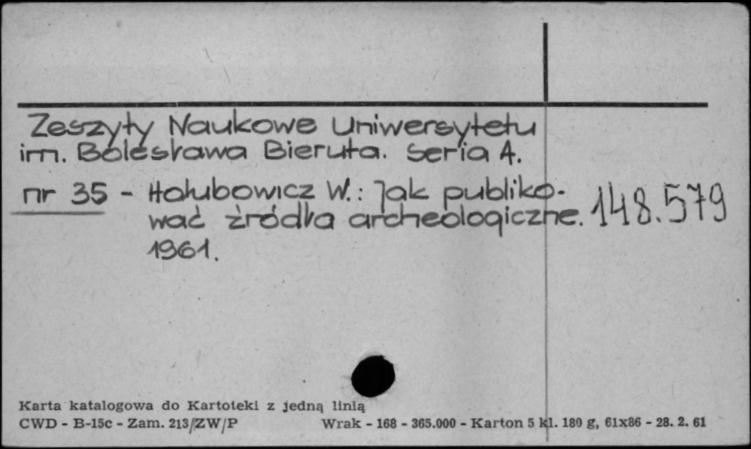 Zeszyty Naukowe Uniwersytetu
im. Bolesława Bieruta. Seria A.
nr 35 - Hołubowicz W.: Jak publiko-
wać źródła archeologiczne. 148.579
1961.
Karta katalogowa do Kartoteki z jedną linią
CWD - B-15c - Zam. 213/ZW/P Wrak - 168 - 365.000 - Karton 5 kl. 180 g, 61x86 - 28. 2. 61